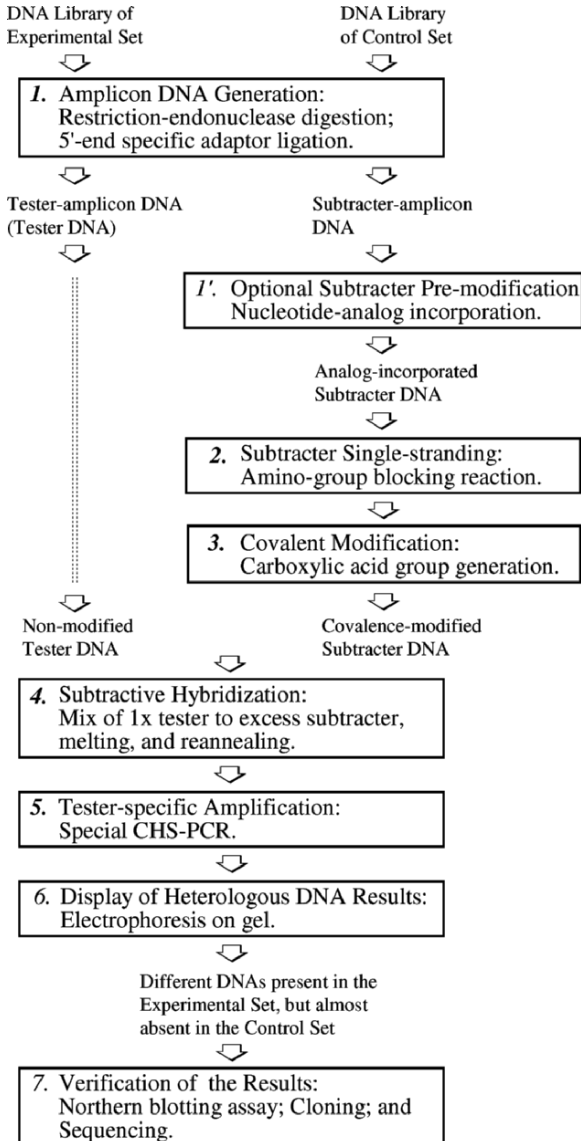 DNA Library of
Experimental Set
DNA Library
of Control Set
1. Amplicon DNA Generation:
Restriction-endonuclease digestion;
5'-end specific adaptor ligation.
Tester-amplicon DNA
(Tester DNA)
Subtracter-amplicon
DNA
1'. Optional Subtracter Pre-modification
Nucleotide-analog incorporation.
Analog-incorporated
Subtracter DNA
2. Subtracter Single-stranding:
Amino-group blocking reaction.
3. Covalent Modification:
Carboxylic acid group generation.
Non-modified
Tester DNA
Covalence-modified
Subtracter DNA
4. Subtractive Hybridization:
Mix of 1x tester to excess subtracter,
melting, and reannealing.
5. Tester-specific Amplification:
Special CHS-PCR.
6. Display of Heterologous DNA Results:
Electrophoresis on gel.
Different DNAs present in the
Experimental Set, but almost
absent in the Control Set
7. Verification of the Results:
Northern blotting assay; Cloning; and
Sequencing.